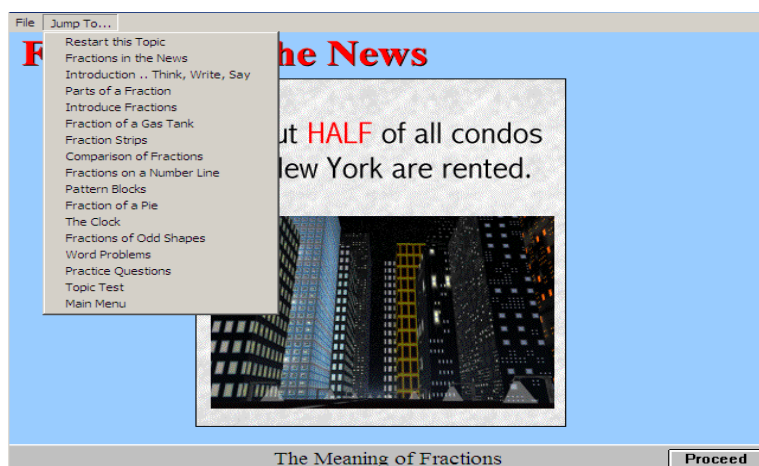 File Jump To...
Restart this Topic
Fractions in the News
Introduction .. Think, Write, Say
Parts of a Fraction
Introduce Fractions
Fraction of a Gas Tank
Fraction Strips
Comparison of Fractions
Fractions on a Number Line
Pattern Blocks
Fraction of a Pie
The Clock
Fractions of Odd Shapes
Word Problems
Practice Questions
Topic Test
Main Menu
he News
ut HALF of all condos
New York are rented.
The Meaning of Fractions
Proceed